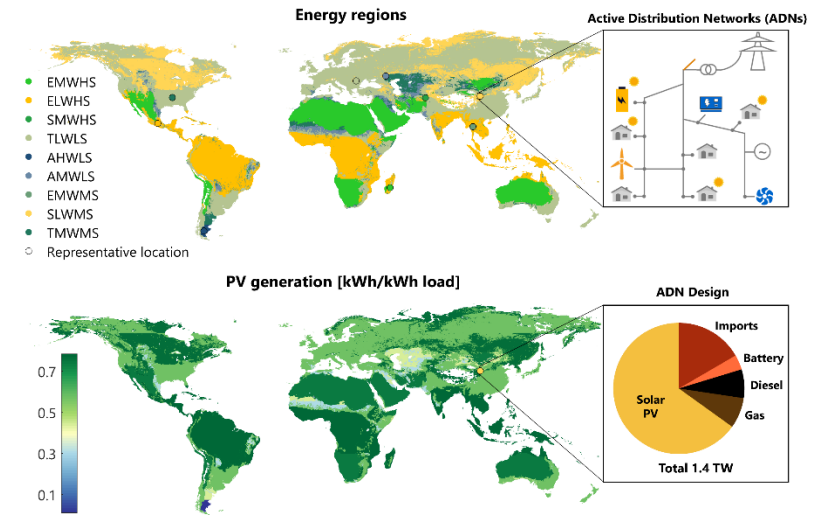 Energy regions
Active Distribution Networks (ADNs)
EMWHS
ELWHS
SMWHS
TLWLS
AHWLS
AMWLS
EMWMS
SLWMS
TMWMS
Representative location
PV generation [kWh/kWh load]
0.7
0.5
0.3
0.1
ADN Design
Imports
Battery
Diesel
Gas
Solar
PV
Total 1.4 TW